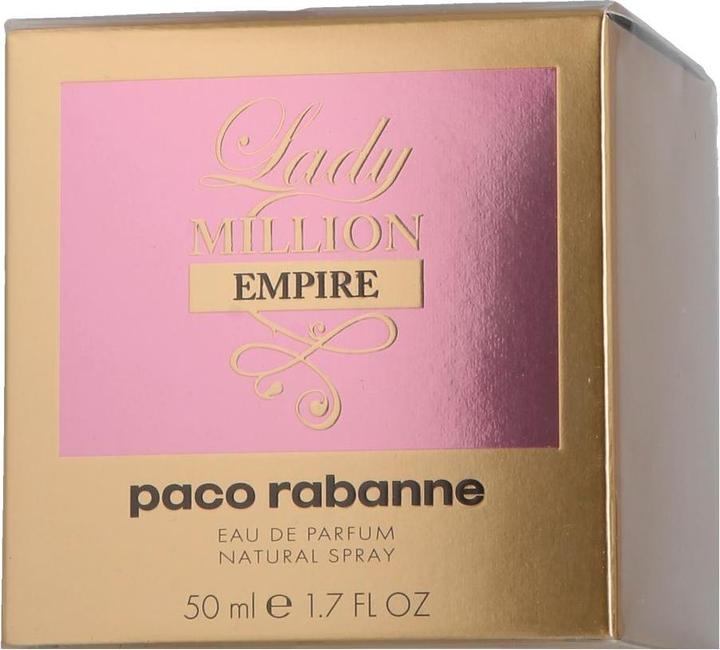 Lady
MILLION
EMPIRE
paco rabanne
EAU DE PARFUM
NATURAL SPRAY
50 ml ℮ 1.7 FL OZ